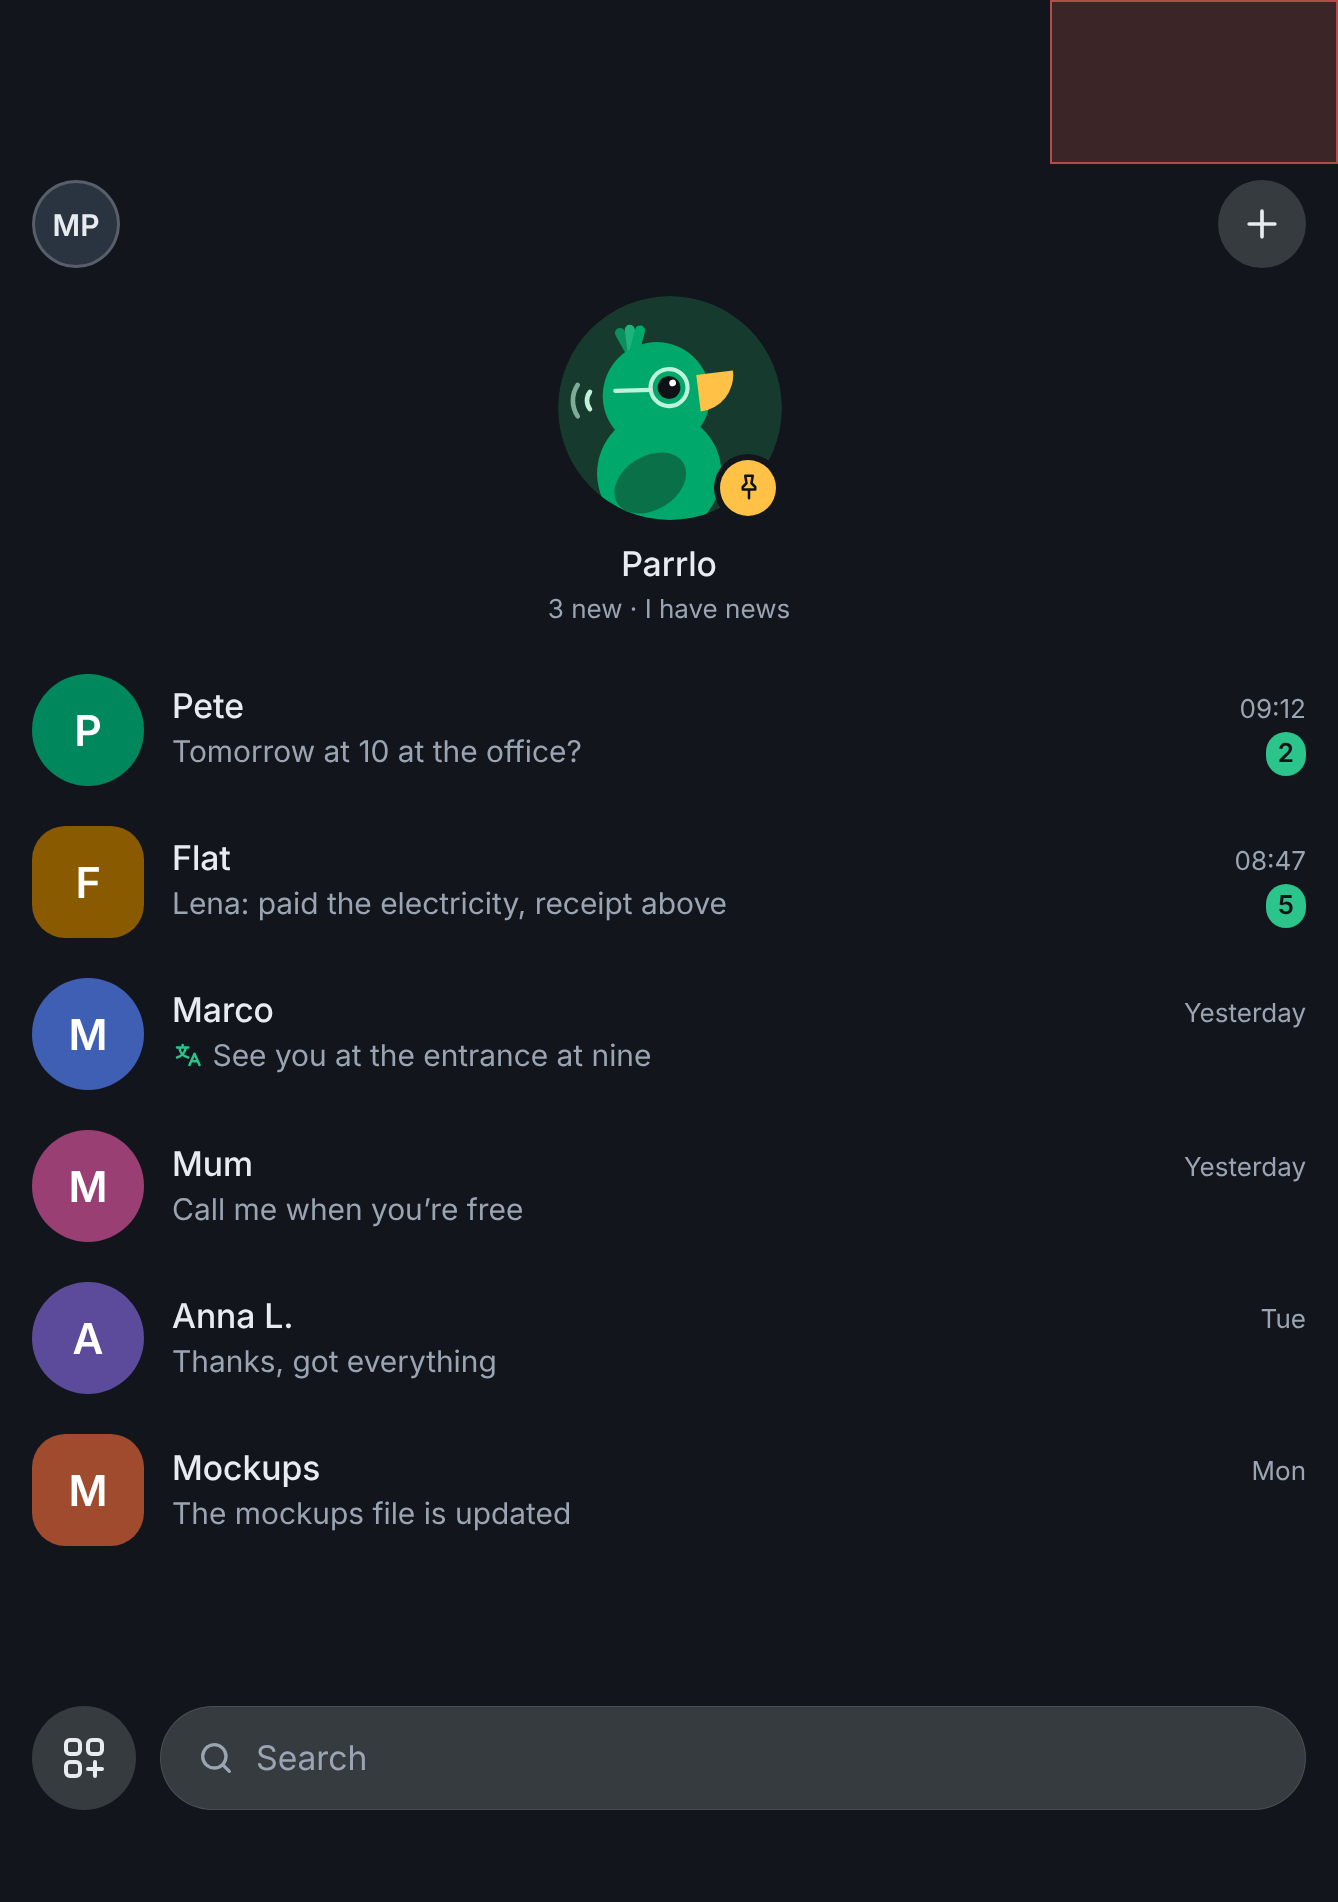 MP
Parrlo
3 new · I have news
P
Pete
09:12
Tomorrow at 10 at the office?
2
F
Flat
08:47
Lena: paid the electricity, receipt above
5
M
Marco
Yesterday
See you at the entrance at nine
M
Mum
Yesterday
Call me when you’re free
A
Anna L.
Tue
Thanks, got everything
M
Mockups
Mon
The mockups file is updated
Search